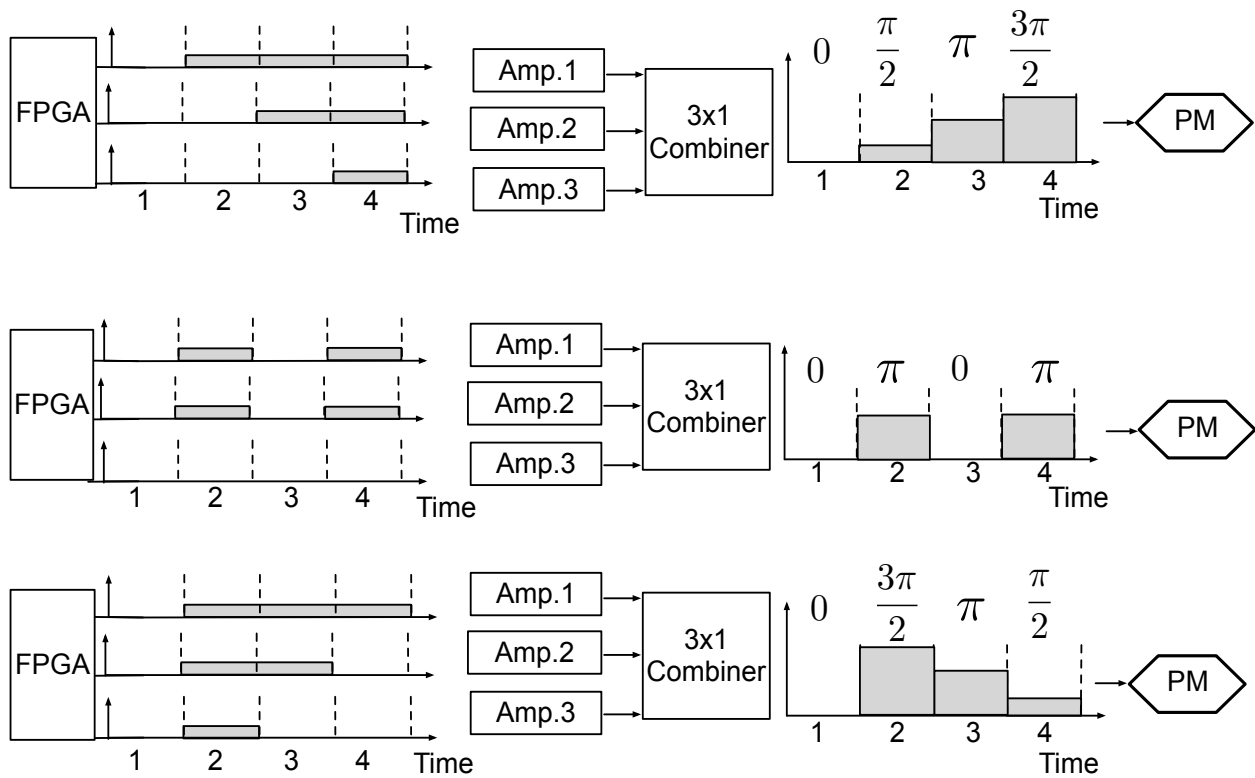 FPGA
1 2 3 4
Time
Amp.1
Amp.2
Amp.3
3x1
Combiner
0 π/2 π 3π/2
1 2 3 4
Time
PM
FPGA
1 2 3 4
Time
Amp.1
Amp.2
Amp.3
3x1
Combiner
0 π 0 π
1 2 3 4
Time
PM
FPGA
1 2 3 4
Time
Amp.1
Amp.2
Amp.3
3x1
Combiner
0 3π/2 π π/2
1 2 3 4
Time
PM